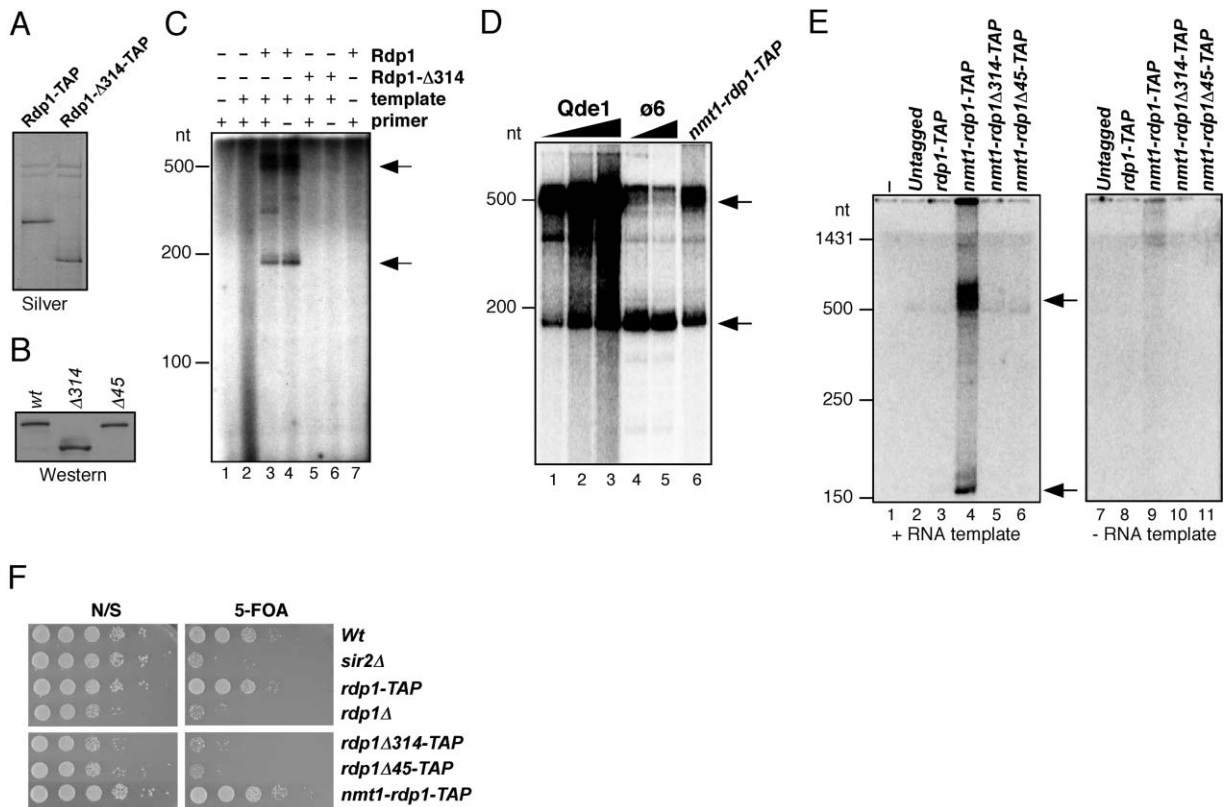 A
Rdp1-TAP
Rdp1-Δ314-TAP
Silver
B
wt
Δ314
Δ45
Western
C
– – + + – – + Rdp1
– – – – + + – Rdp1-Δ314
– + + + + + – template
+ + + – + – + primer
nt
500
200
100
1 2 3 4 5 6 7
D
Qde1
ø6
nmt1-rdp1-TAP
nt
500
200
1 2 3 4 5 6
E
–
Untagged
rdp1-TAP
nmt1-rdp1-TAP
nmt1-rdp1Δ314-TAP
nmt1-rdp1Δ45-TAP
nt
1431
500
250
150
1 2 3 4 5 6
+ RNA template
Untagged
rdp1-TAP
nmt1-rdp1-TAP
nmt1-rdp1Δ314-TAP
nmt1-rdp1Δ45-TAP
7 8 9 10 11
- RNA template
F
N/S
5-FOA
Wt
sir2Δ
rdp1-TAP
rdp1Δ
rdp1Δ314-TAP
rdp1Δ45-TAP
nmt1-rdp1-TAP